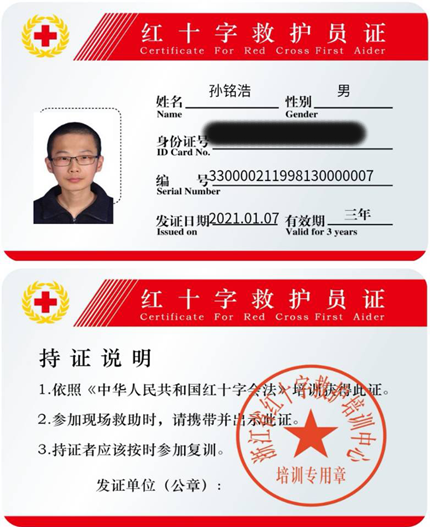 红十字救护员证
Certificate For Red Cross First Aider
姓名 孙铭浩 性别 男
Name Gender
身份证号
ID Card No.
编 号 330000211998130000007
Serial Number
发证日期 2021.01.07 有效期 三年
Issued on Valid for 3 years
红十字救护员证
Certificate For Red Cross First Aider
持证说明
1.依照《中华人民共和国红十字会法》培训获得此证。
2.参加现场救助时，请携带并出示此证。
3.持证者应该按时参加复训。
发证单位（公章）:
浙江省红十字救护培训中心
培训专用章